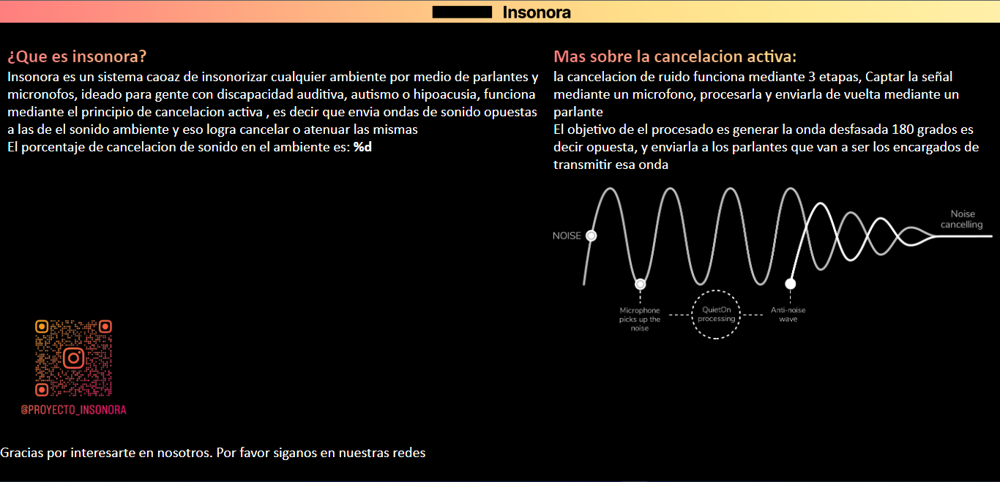 Insonora
¿Que es insonora?
Insonora es un sistema caoaz de insonorizar cualquier ambiente por medio de parlantes y
micronofos, ideado para gente con discapacidad auditiva, autismo o hipoacusia, funciona
mediante el principio de cancelacion activa , es decir que envia ondas de sonido opuestas
a las de el sonido ambiente y eso logra cancelar o atenuar las mismas
El porcentaje de cancelacion de sonido en el ambiente es: %d
Mas sobre la cancelacion activa:
la cancelacion de ruido funciona mediante 3 etapas, Captar la señal
mediante un microfono, procesarla y enviarla de vuelta mediante un
parlante
El objetivo de el procesado es generar la onda desfasada 180 grados es
decir opuesta, y enviarla a los parlantes que van a ser los encargados de
transmitir esa onda
NOISE
Noise
cancelling
Microphone
picks up the
noise
QuietOn
processing
Anti-noise
wave
@PROYECTO_INSONORA
Gracias por interesarte en nosotros. Por favor siganos en nuestras redes